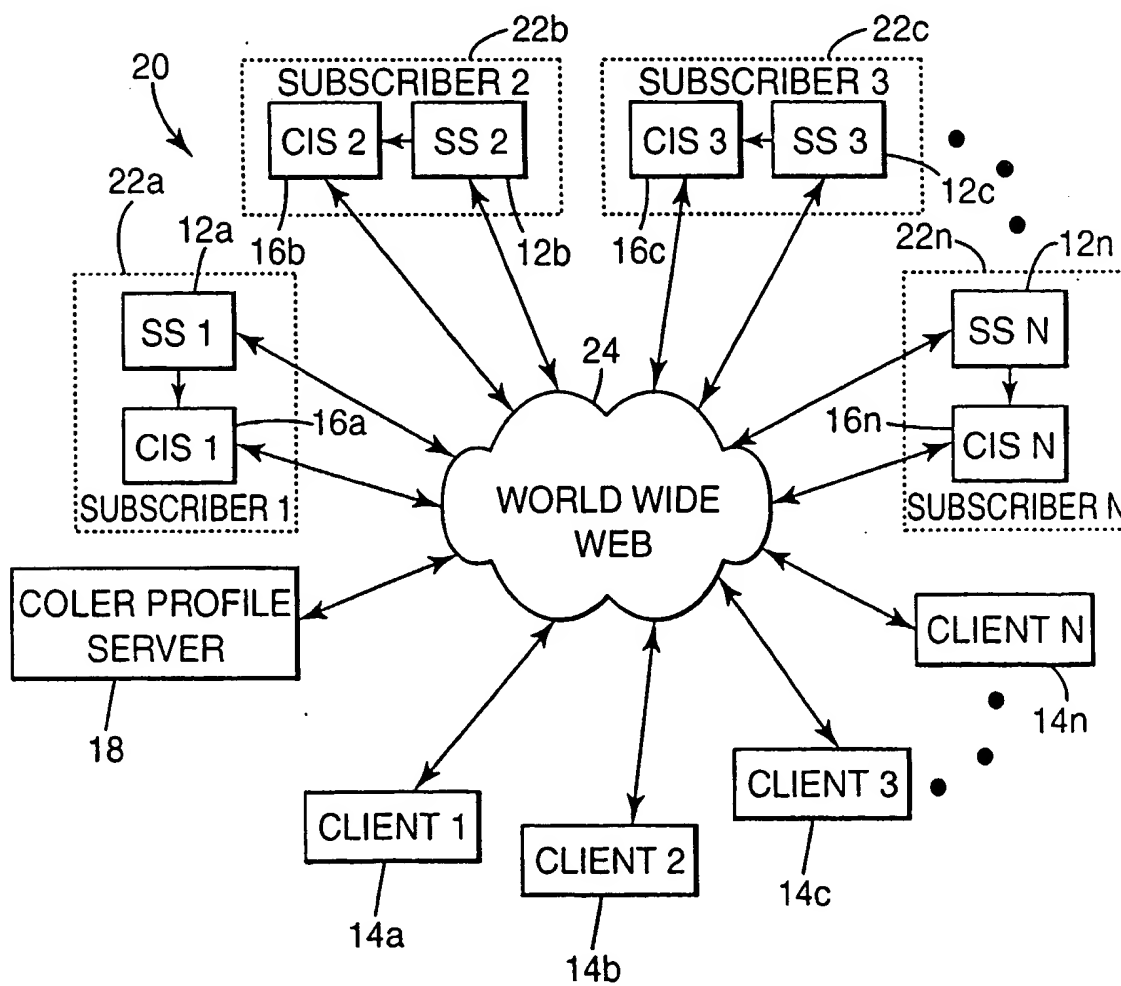 22b
22c
20
SUBSCRIBER 2
SUBSCRIBER 3
CIS 2
SS 2
CIS 3
SS 3
22a
12a
16b
12b
16c
12c
22n
12n
SS 1
24
SS N
16a
16n
CIS 1
CIS N
SUBSCRIBER 1
SUBSCRIBER N
WORLD WIDE
WEB
COLER PROFILE
SERVER
CLIENT N
18
14n
CLIENT 3
CLIENT 1
CLIENT 2
14c
14a
14b